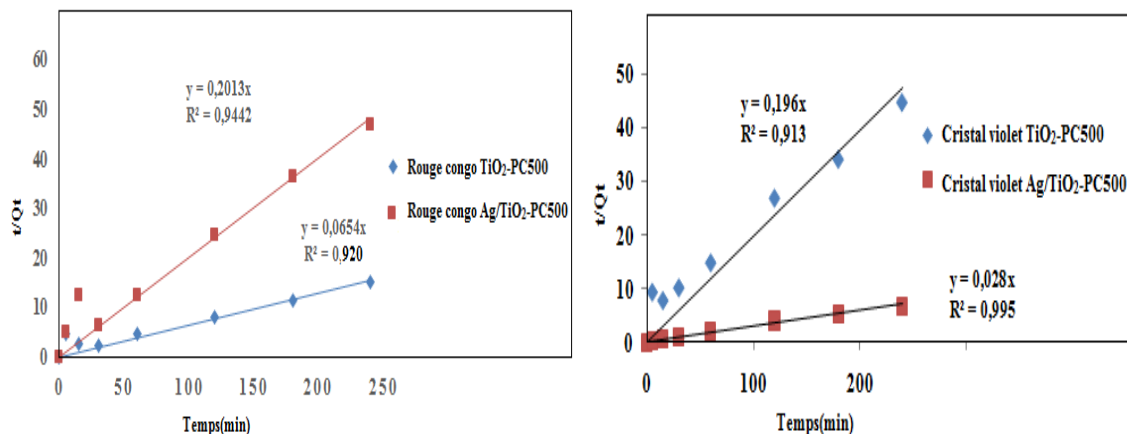 60
50
40
30
20
10
0
t/Qt
y = 0,2013x
R² = 0,9442
Rouge congo TiO₂-PC500
Rouge congo Ag/TiO₂-PC500
y = 0,0654x
R² = 0,920
0 50 100 150 200 250
Temps(min)
50
40
30
20
10
0
t/Qt
y = 0,196x
R² = 0,913
Cristal violet TiO₂-PC500
Cristal violet Ag/TiO₂-PC500
y = 0,028x
R² = 0,995
0 100 200
Temps(min)